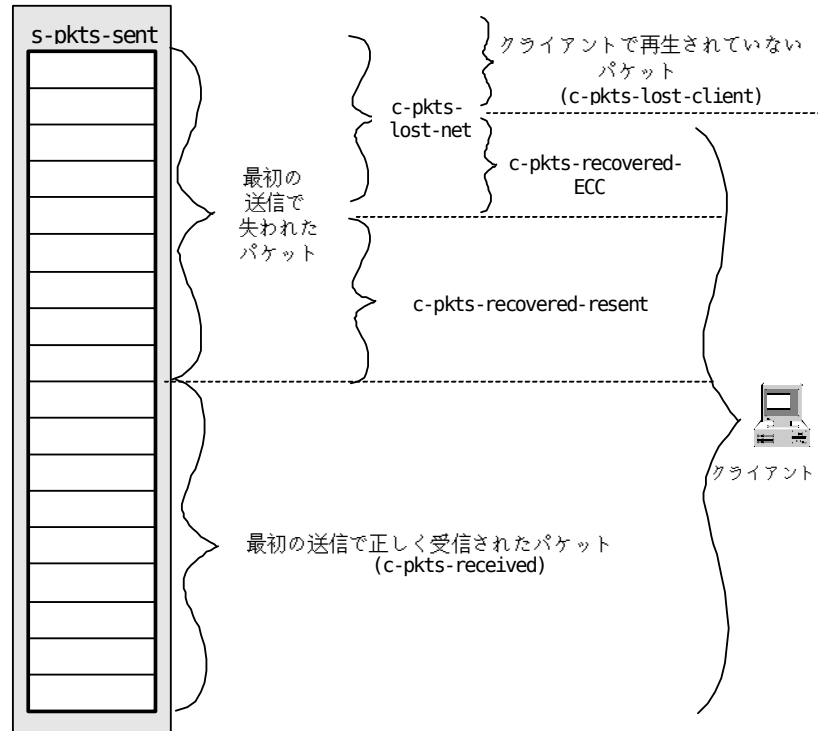 s-pkts-sent
クライアントで再生されていない
パケット
(c-pkts-lost-client)
c-pkts-
lost-net
c-pkts-recovered-
ECC
最初の
送信で
失われた
パケット
c-pkts-recovered-resent
クライアント
最初の送信で正しく受信されたパケット
(c-pkts-received)